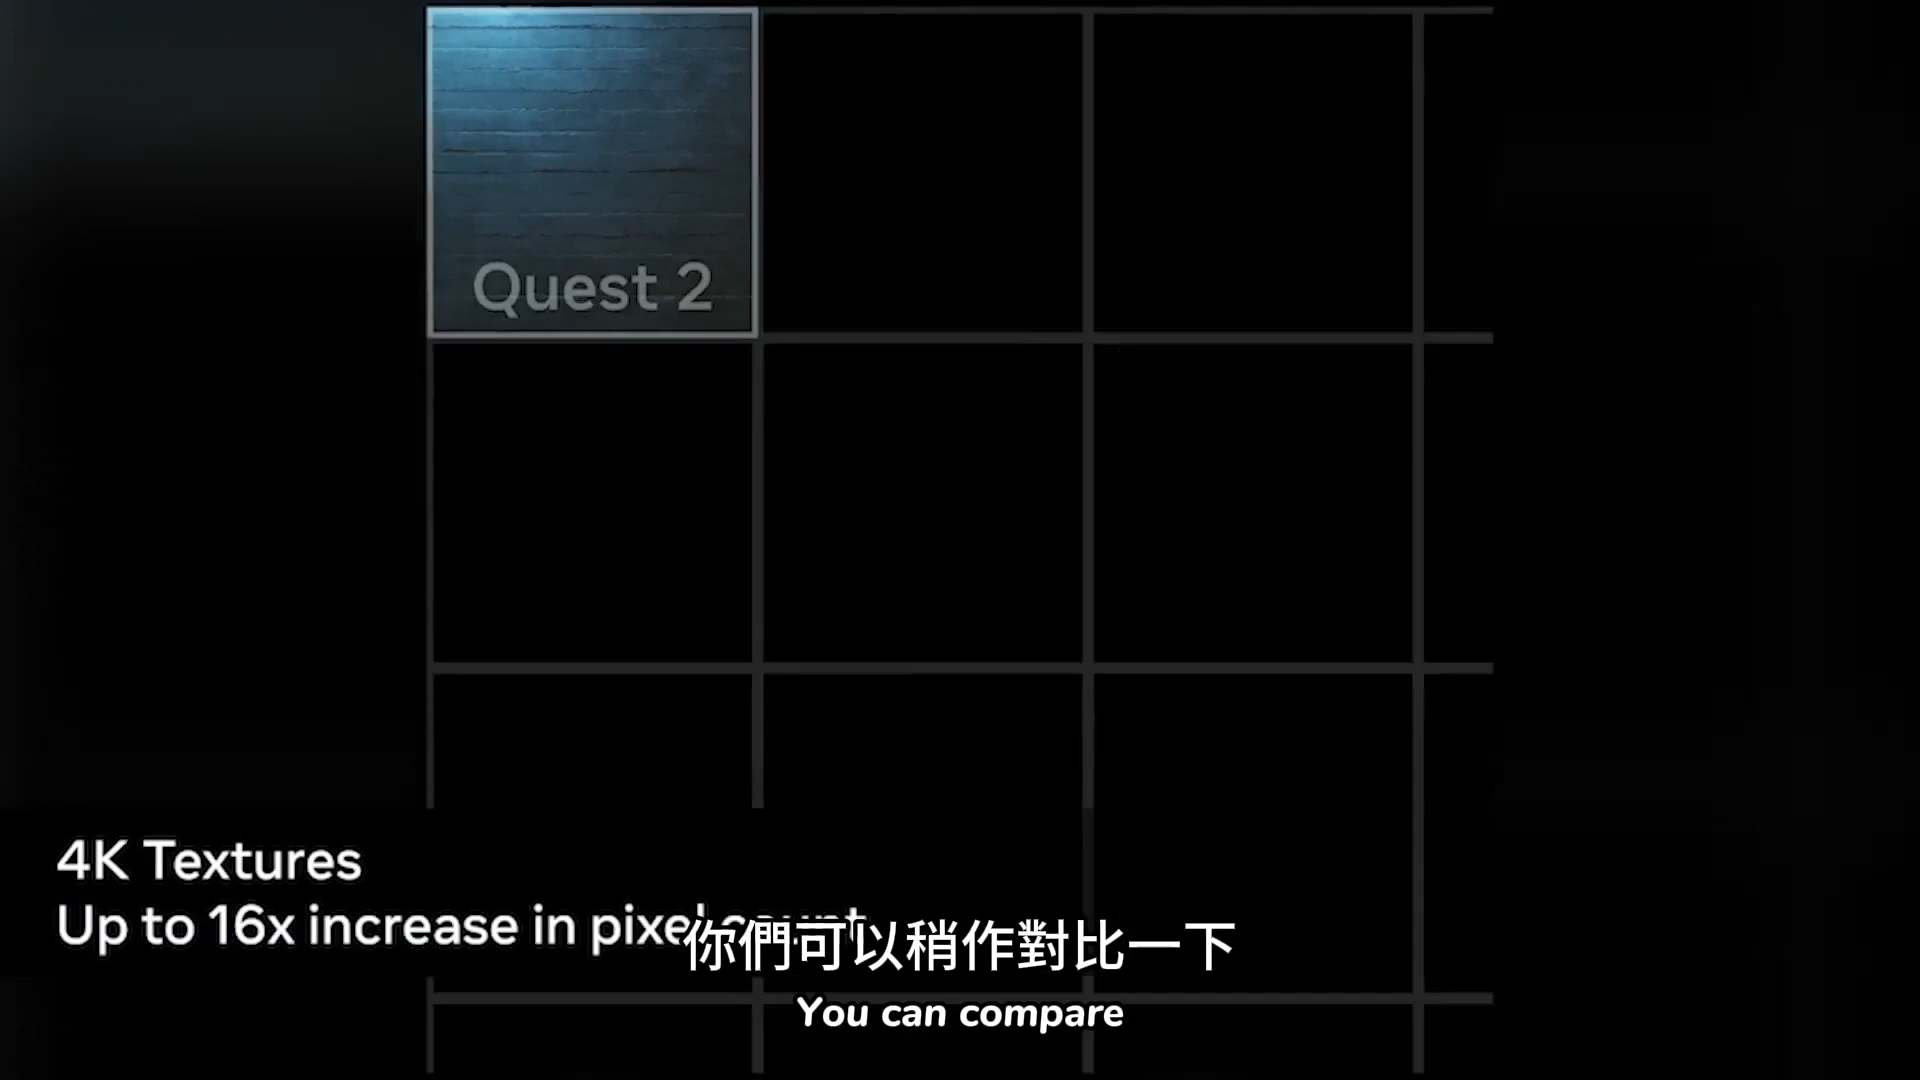 Quest 2
4K Textures
Up to 16x increase in pixel count
你們可以稍作對比一下
You can compare